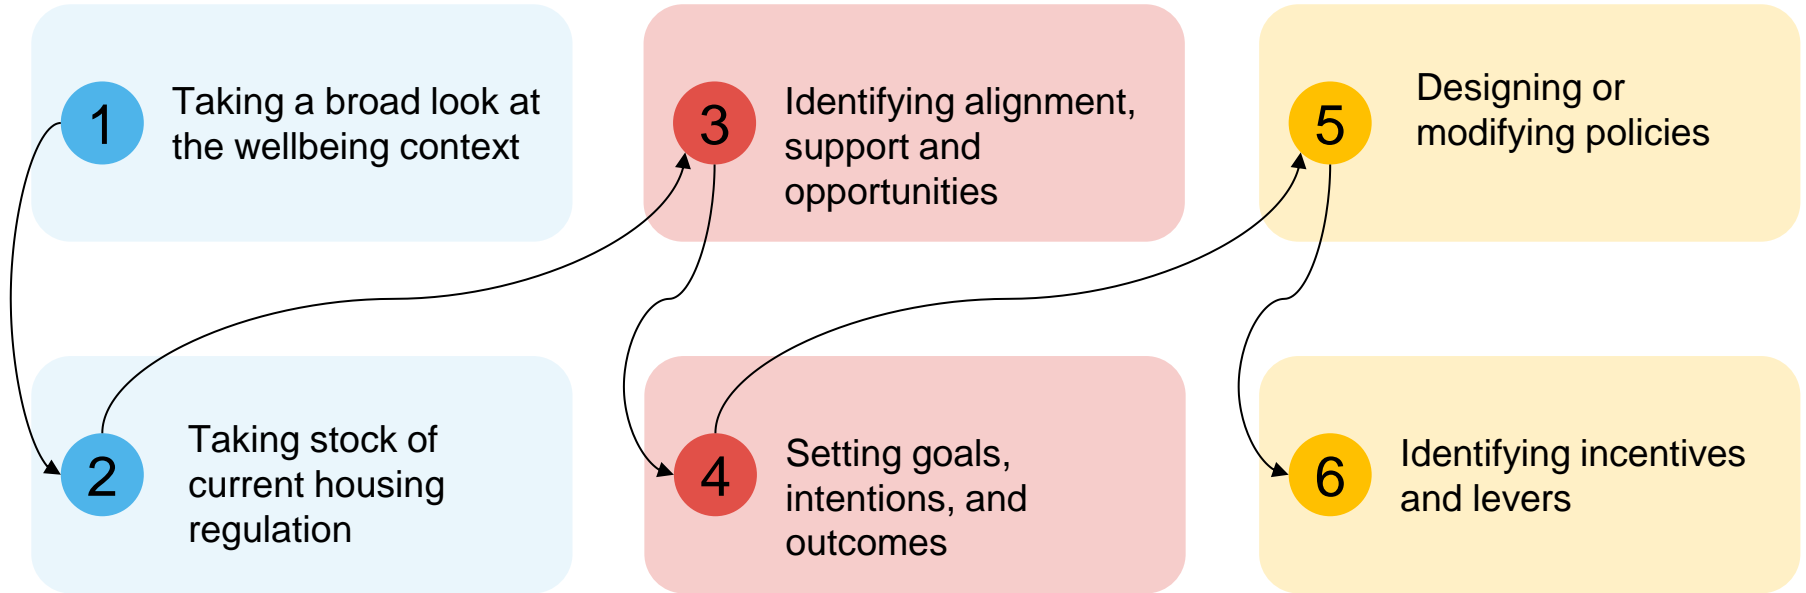 1
Taking a broad look at
the wellbeing context
2
Taking stock of
current housing
regulation
3
Identifying alignment,
support and
opportunities
4
Setting goals,
intentions, and
outcomes
5
Designing or
modifying policies
6
Identifying incentives
and levers